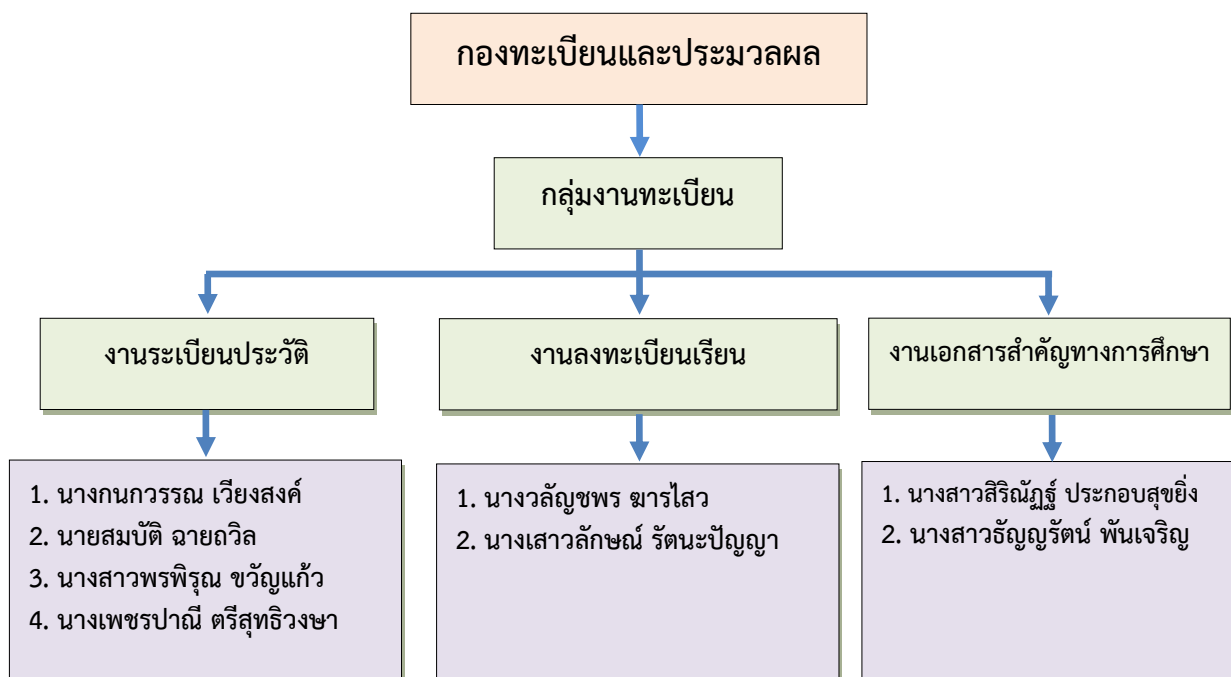 กองทะเบียนและประมวลผล
กลุ่มงานทะเบียน
งานระเบียนประวัติ
งานลงทะเบียนเรียน
งานเอกสารสำคัญทางการศึกษา
1. นางกนกวรรณ เวียงสงค์
2. นายสมบัติ ฉายถวิล
3. นางสาวพรพิรุณ ขวัญแก้ว
4. นางเพชรปาณี ตรีสุทธิวงษา
1. นางวลัญชพร ฆารไสว
2. นางเสาวลักษณ์ รัตนะปัญญา
1. นางสาวสิริณัฏฐ์ ประกอบสุขยิ่ง
2. นางสาวธัญญรัตน์ พันเจริญ